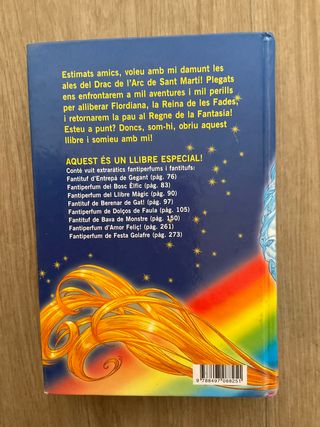 Estimats amics, voleu amb mi damunt les
ales del Drac de l'Arc de Sant Martí! Plegats
ens enfrontarem a mil aventures i mil perills
per alliberar Flordiana, la Reina de les Fades,
i retornarem la pau al Regne de la Fantasia!
Esteu a punt? Doncs, som-hi, obriu aquest
llibre i somieu amb mi!
AQUEST ÉS UN LLIBRE ESPECIAL!
Conté vuit extraràtics fantiperfums i fantitufs:
Fantituf d'Entrepà de Gegant (pàg. 76)
Fantiperfum del Bosc Èlfic (pàg. 83)
Fantiperfum del Llibre Màgic (pàg. 90)
Fantituf de Berenar de Gat! (pàg. 97)
Fantiperfum de Dolços de Faula (pàg. 105)
Fantituf de Bava de Monstre (pàg. 150)
Fantiperfum d'Amor Feliç! (pàg. 261)
Fantiperfum de Festa Golafre (pàg. 273)
9 788497 088251